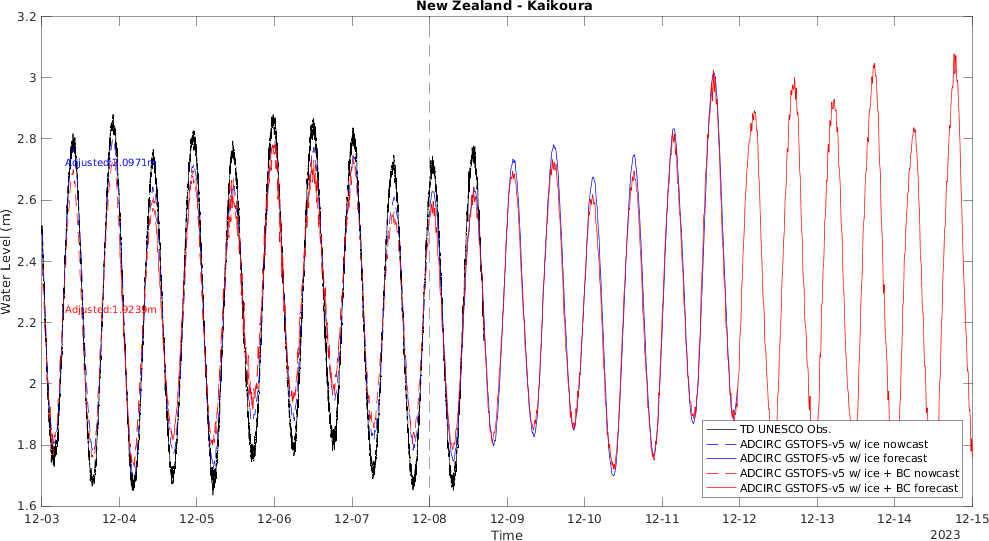 New Zealand - Kaikoura
3.2
3
2.8
2.6
2.4
2.2
2
1.8
1.6
Water Level (m)
Adjusted:2.0971m
Adjusted:1.9239m
TD UNESCO Obs.
ADCIRC GSTOFS-v5 w/ ice nowcast
ADCIRC GSTOFS-v5 w/ ice forecast
ADCIRC GSTOFS-v5 w/ ice + BC nowcast
ADCIRC GSTOFS-v5 w/ ice + BC forecast
12-03 12-04 12-05 12-06 12-07 12-08 12-09 12-10 12-11 12-12 12-13 12-14 12-15
Time
2023